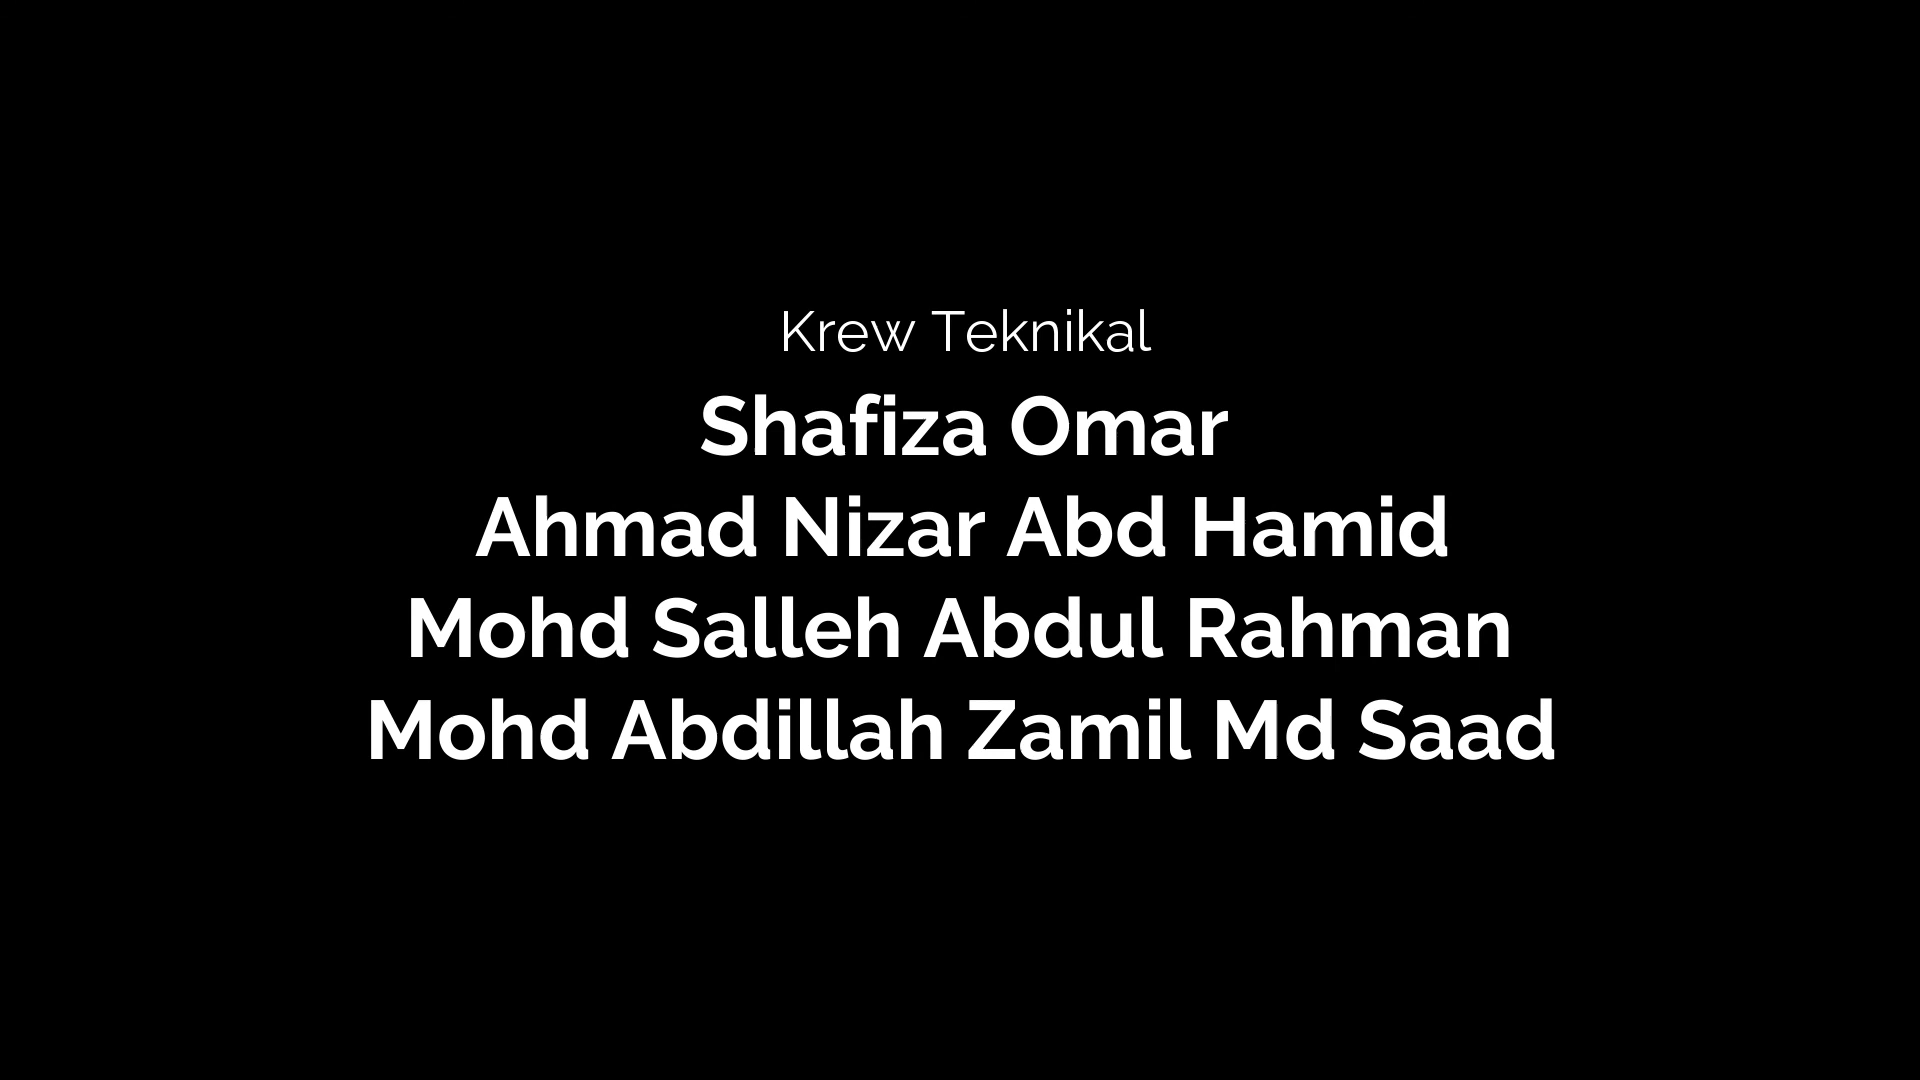 Krew Teknikal
Shafiza Omar
Ahmad Nizar Abd Hamid
Mohd Salleh Abdul Rahman
Mohd Abdillah Zamil Md Saad